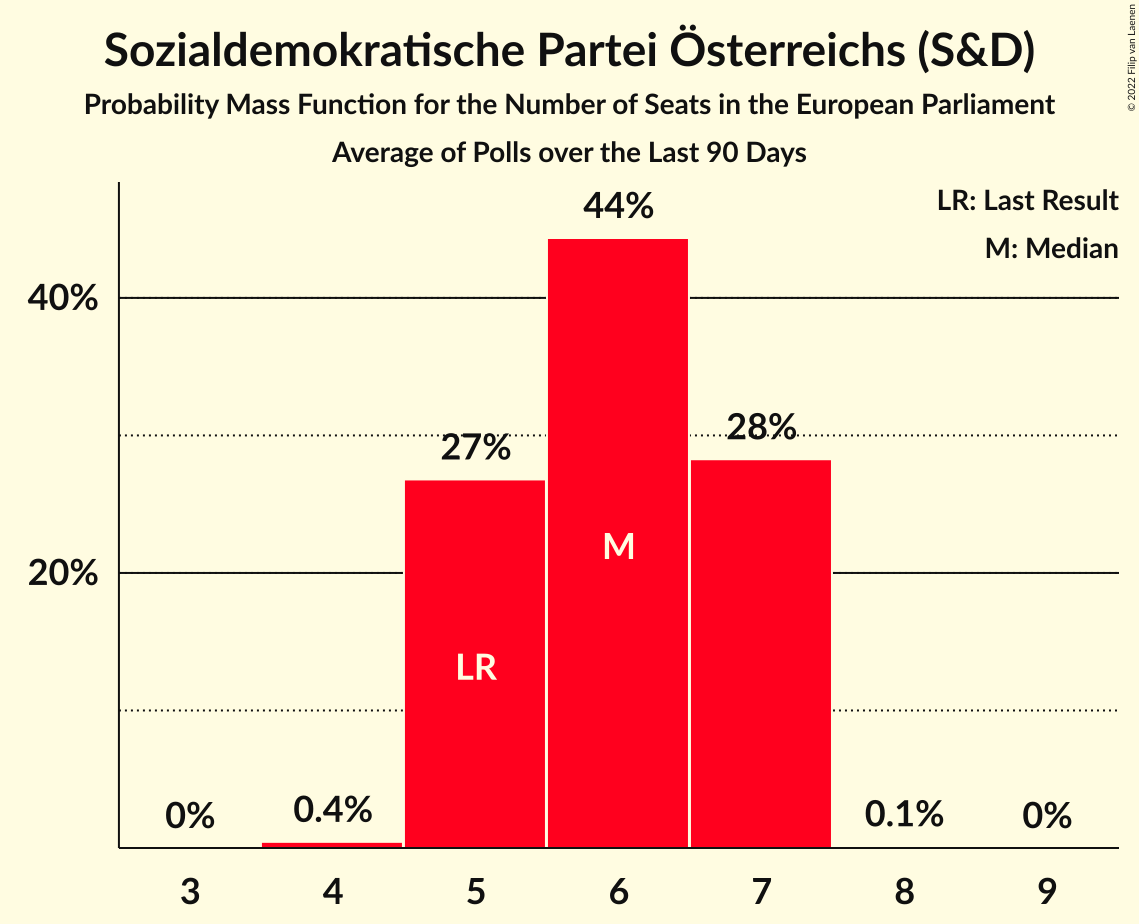 Sozialdemokratische Partei Österreichs (S&D)
Probability Mass Function for the Number of Seats in the European Parliament
Average of Polls over the Last 90 Days
© 2022 Filip van Laenen
LR: Last Result
M: Median
40%
20%
0%
0.4%
27%
44%
28%
0.1%
0%
LR
M
3 4 5 6 7 8 9